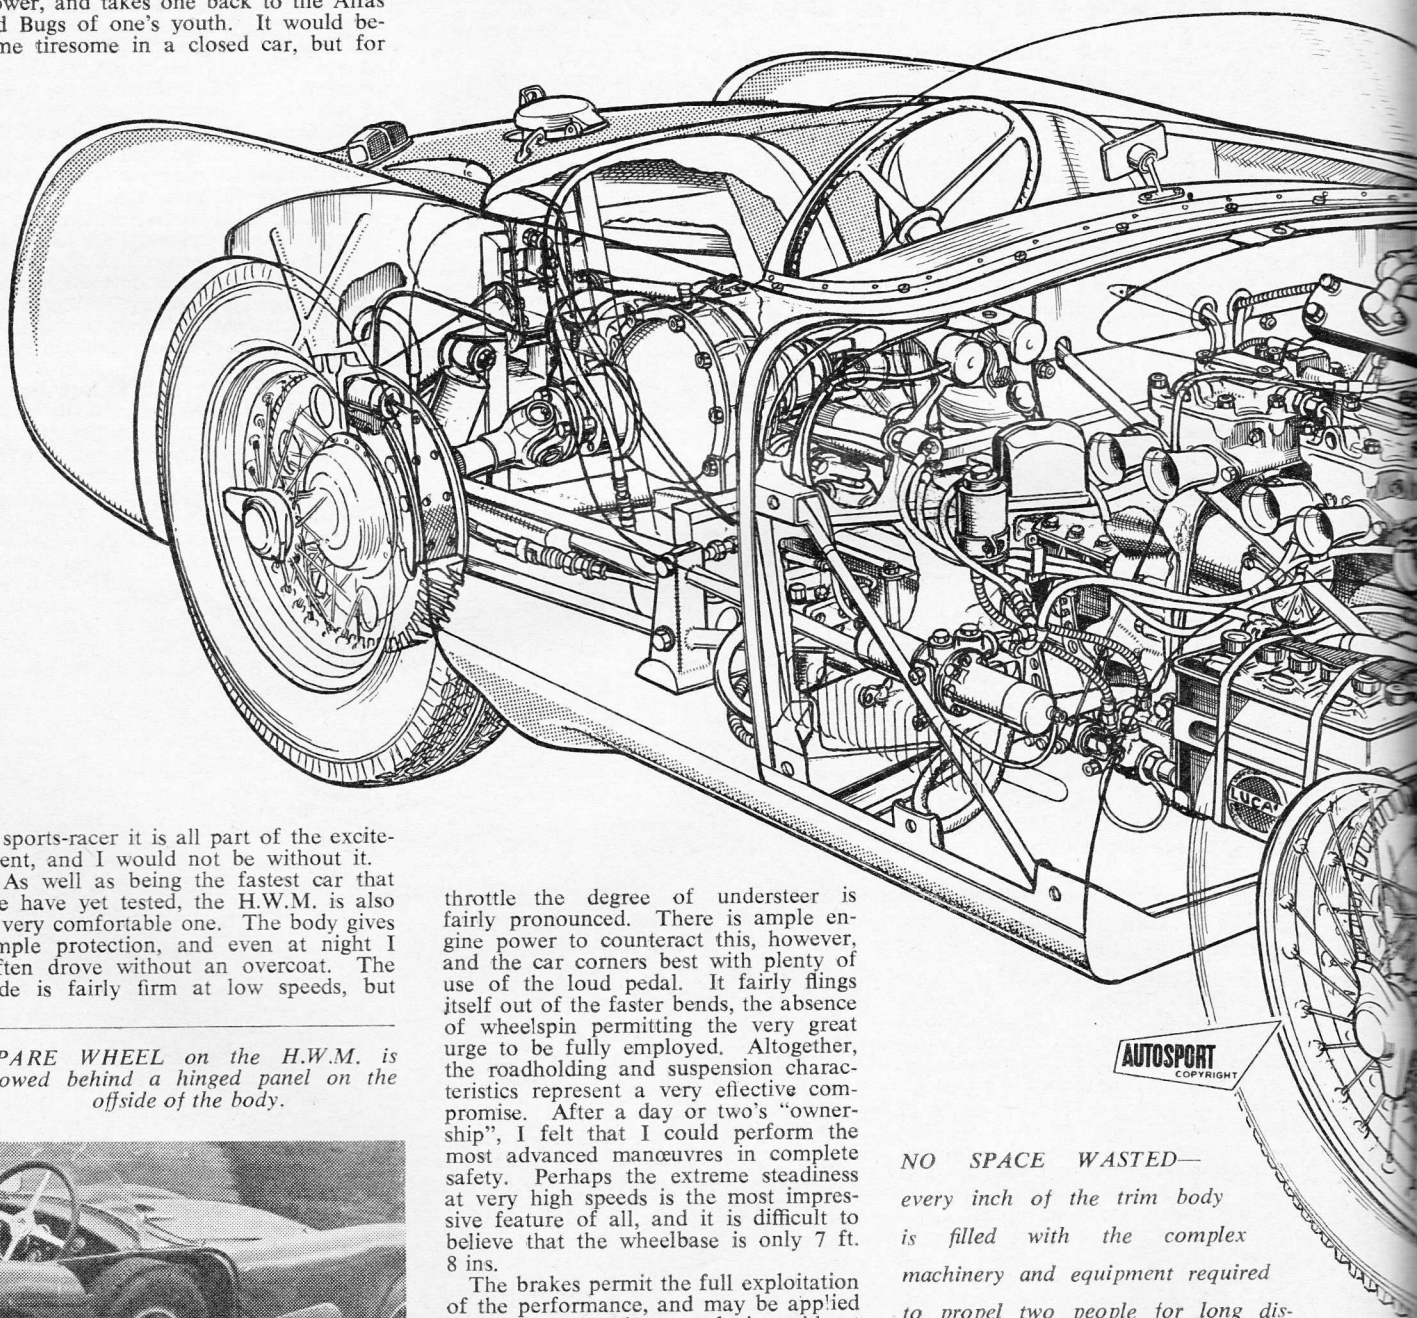 and takes one back to the Alfas
Bugs of one's youth. It would be-
tiresome in a closed car, but for
sports-racer it is all part of the excite-
and I would not be without it.
As well as being the fastest car that
have yet tested, the H.W.M. is also
very comfortable one. The body gives
protection, and even at night I
drove without an overcoat. The
is fairly firm at low speeds, but
WHEEL on the H.W.M. is
behind a hinged panel on the
offside of the body.
throttle the degree of understeer is
fairly pronounced. There is ample en-
gine power to counteract this, however,
and the car corners best with plenty of
use of the loud pedal. It fairly flings
itself out of the faster bends, the absence
of wheelspin permitting the very great
urge to be fully employed. Altogether,
the roadholding and suspension charac-
teristics represent a very effective com-
promise. After a day or two's “owner-
ship”, I felt that I could perform the
most advanced manœuvres in complete
safety. Perhaps the extreme steadiness
at very high speeds is the most impres-
sive feature of all, and it is difficult to
believe that the wheelbase is only 7 ft.
8 ins.
The brakes permit the full exploitation
of the performance, and may be applied
LUCAS
AUTOSPORT
COPYRIGHT
NO SPACE WASTED—
every inch of the trim body
is filled with the complex
machinery and equipment required
to propel two people for long dis-